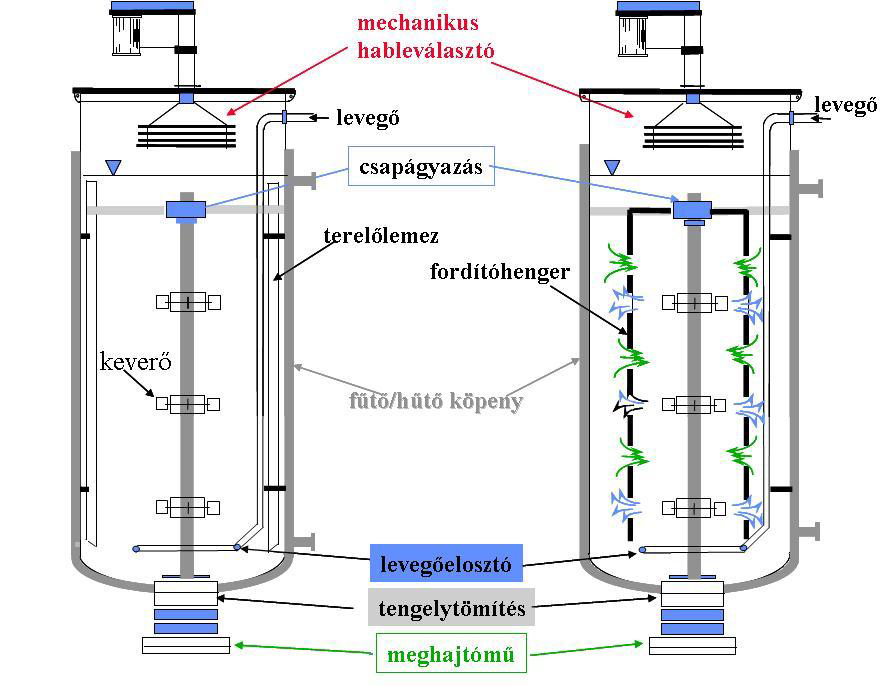 mechanikus
hableválasztó
levegő
levegő
csapágyazás
terelőlemez
fordítóhenger
keverő
fűtő/hűtő köpeny
levegőelosztó
tengelytömítés
meghajtómű